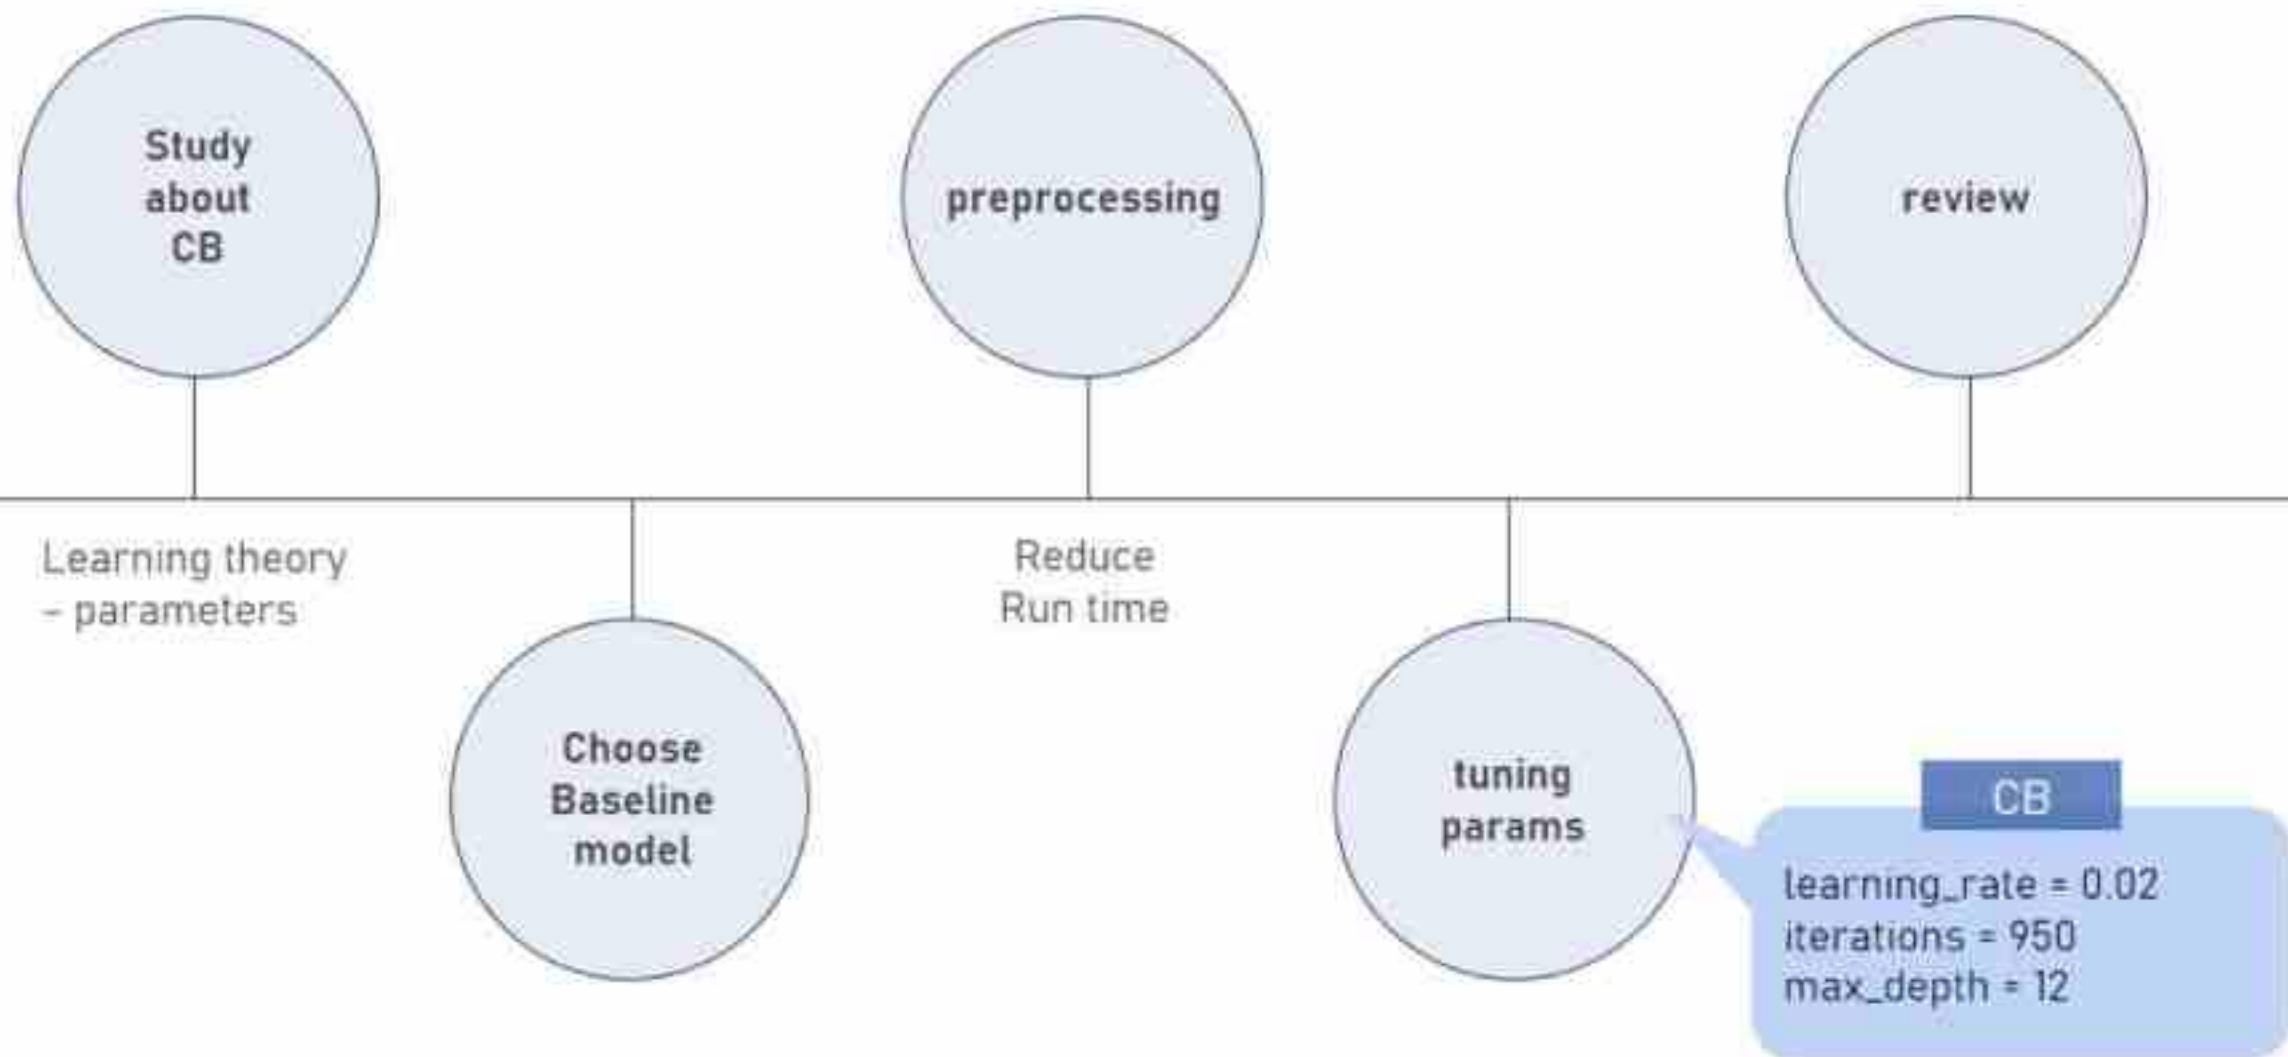 Study
about
CB
preprocessing
review
Learning theory
- parameters
Reduce
Run time
Choose
Baseline
model
tuning
params
CB
learning_rate = 0.02
iterations = 950
max_depth = 12